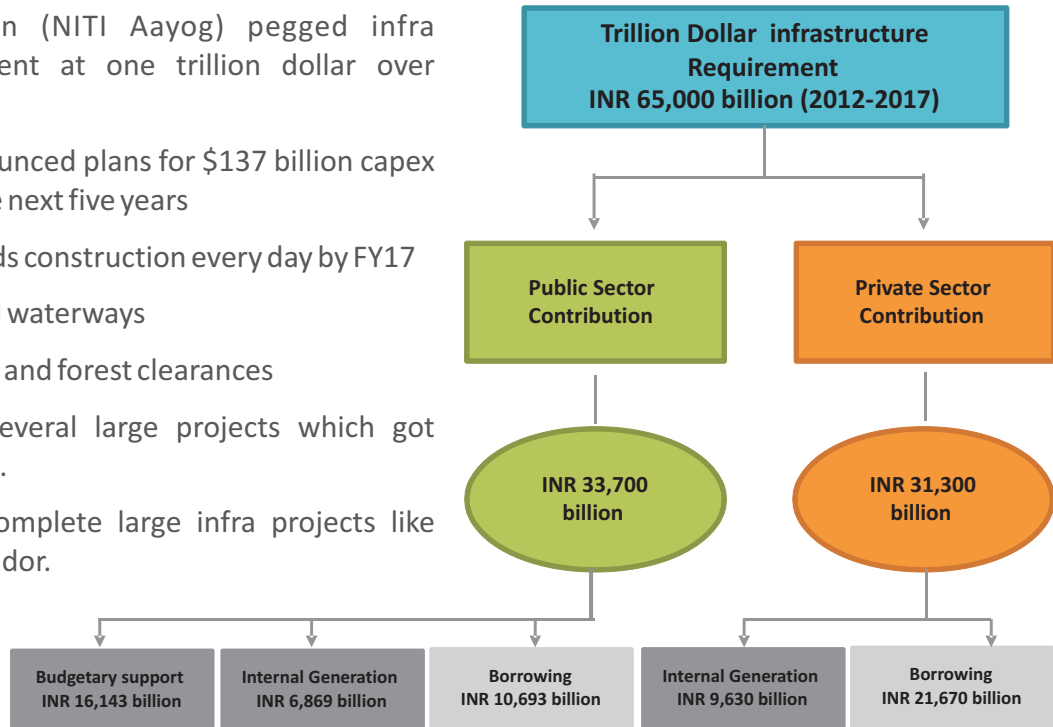 n (NITI Aayog) pegged infra
ent at one trillion dollar over
unced plans for $137 billion capex
next five years
ds construction every day by FY17
waterways
and forest clearances
everal large projects which got
.
omplete large infra projects like
dor.
Trillion Dollar infrastructure
Requirement
INR 65,000 billion (2012-2017)
Public Sector
Contribution
Private Sector
Contribution
INR 33,700
billion
INR 31,300
billion
Budgetary support
INR 16,143 billion
Internal Generation
INR 6,869 billion
Borrowing
INR 10,693 billion
Internal Generation
INR 9,630 billion
Borrowing
INR 21,670 billion